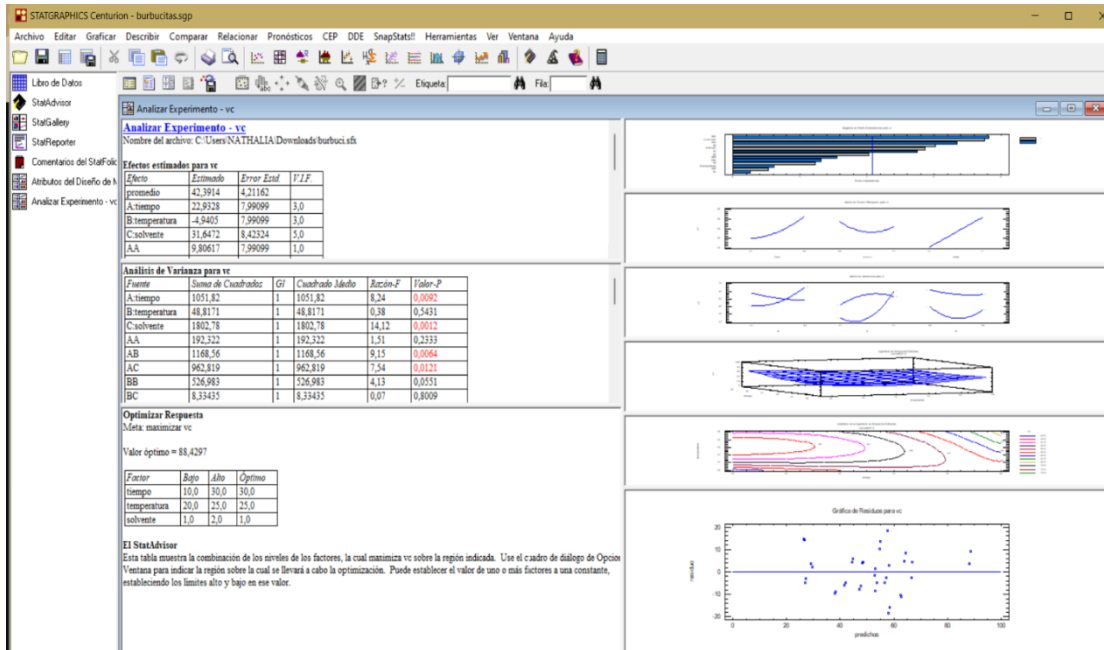 STATGRAPHICS Centurion - burbucitas.sgp
Archivo Editar Graficar Describir Comparar Relacionar Pronósticos CEP DDE SnapStats!! Herramientas Ver Ventana Ayuda
Etiqueta: Fila:
Libro de Datos
StatAdvisor
StatGallery
StatReporter
Comentarios del StatFolio
Atributos del Diseño de M
Analizar Experimento - vc
Analizar Experimento - vc
Analizar Experimento - vc
Nombre del archivo: C:\Users\NATHALIA\Downloads\burbuci.sfx
Efectos estimados para vc
Efecto Estimado Error Estd V.I.F.
promedio 42,3914 4,21162
A:tiempo 22,9328 7,99099 3,0
B:temperatura -4,9405 7,99099 3,0
C:solvente 31,6472 8,42324 5,0
AA 9,80617 7,99099 1,0
Análisis de Varianza para vc
Fuente Suma de Cuadrados Gl Cuadrado Medio Razón-F Valor-P
A:tiempo 1051,82 1 1051,82 8,24 0,0092
B:temperatura 48,8171 1 48,8171 0,38 0,5431
C:solvente 1802,78 1 1802,78 14,12 0,0012
AA 192,322 1 192,322 1,51 0,2333
AB 1168,56 1 1168,56 9,15 0,0064
AC 962,819 1 962,819 7,54 0,0121
BB 526,983 1 526,983 4,13 0,0551
BC 8,33435 1 8,33435 0,07 0,8009
Optimizar Respuesta
Meta: maximizar vc
Valor óptimo = 88,4297
Factor Bajo Alto Óptimo
tiempo 10,0 30,0 30,0
temperatura 20,0 25,0 25,0
solvente 1,0 2,0 1,0
El StatAdvisor
Esta tabla muestra la combinación de los niveles de los factores, la cual maximiza vc sobre la región indicada. Use el cuadro de diálogo de Opcion
Ventana para indicar la región sobre la cual se llevará a cabo la optimización. Puede establecer el valor de uno o más factores a una constante,
estableciendo los límites alto y bajo en ese valor.
Gráfica de Residuos para vc
20
10
0
-10
-20
residuo
0 20 40 60 80 100
predichos